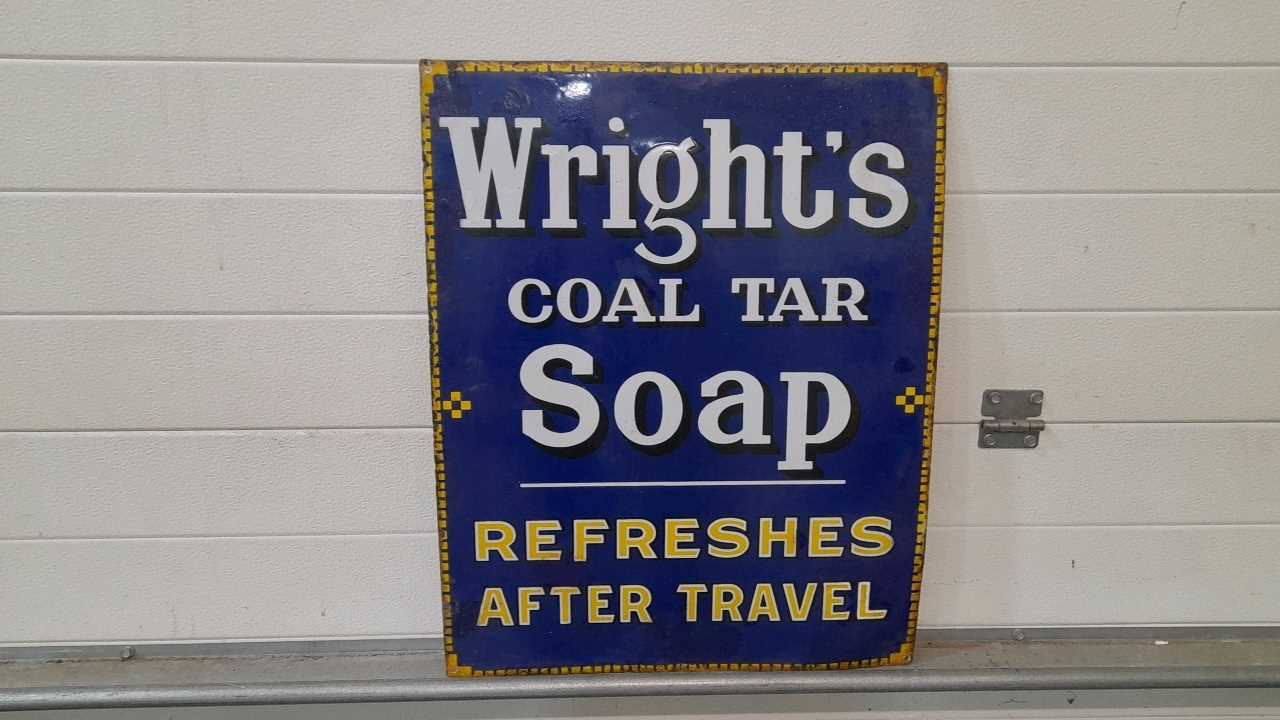 Wright's
COAL TAR
Soap
REFRESHES
AFTER TRAVEL